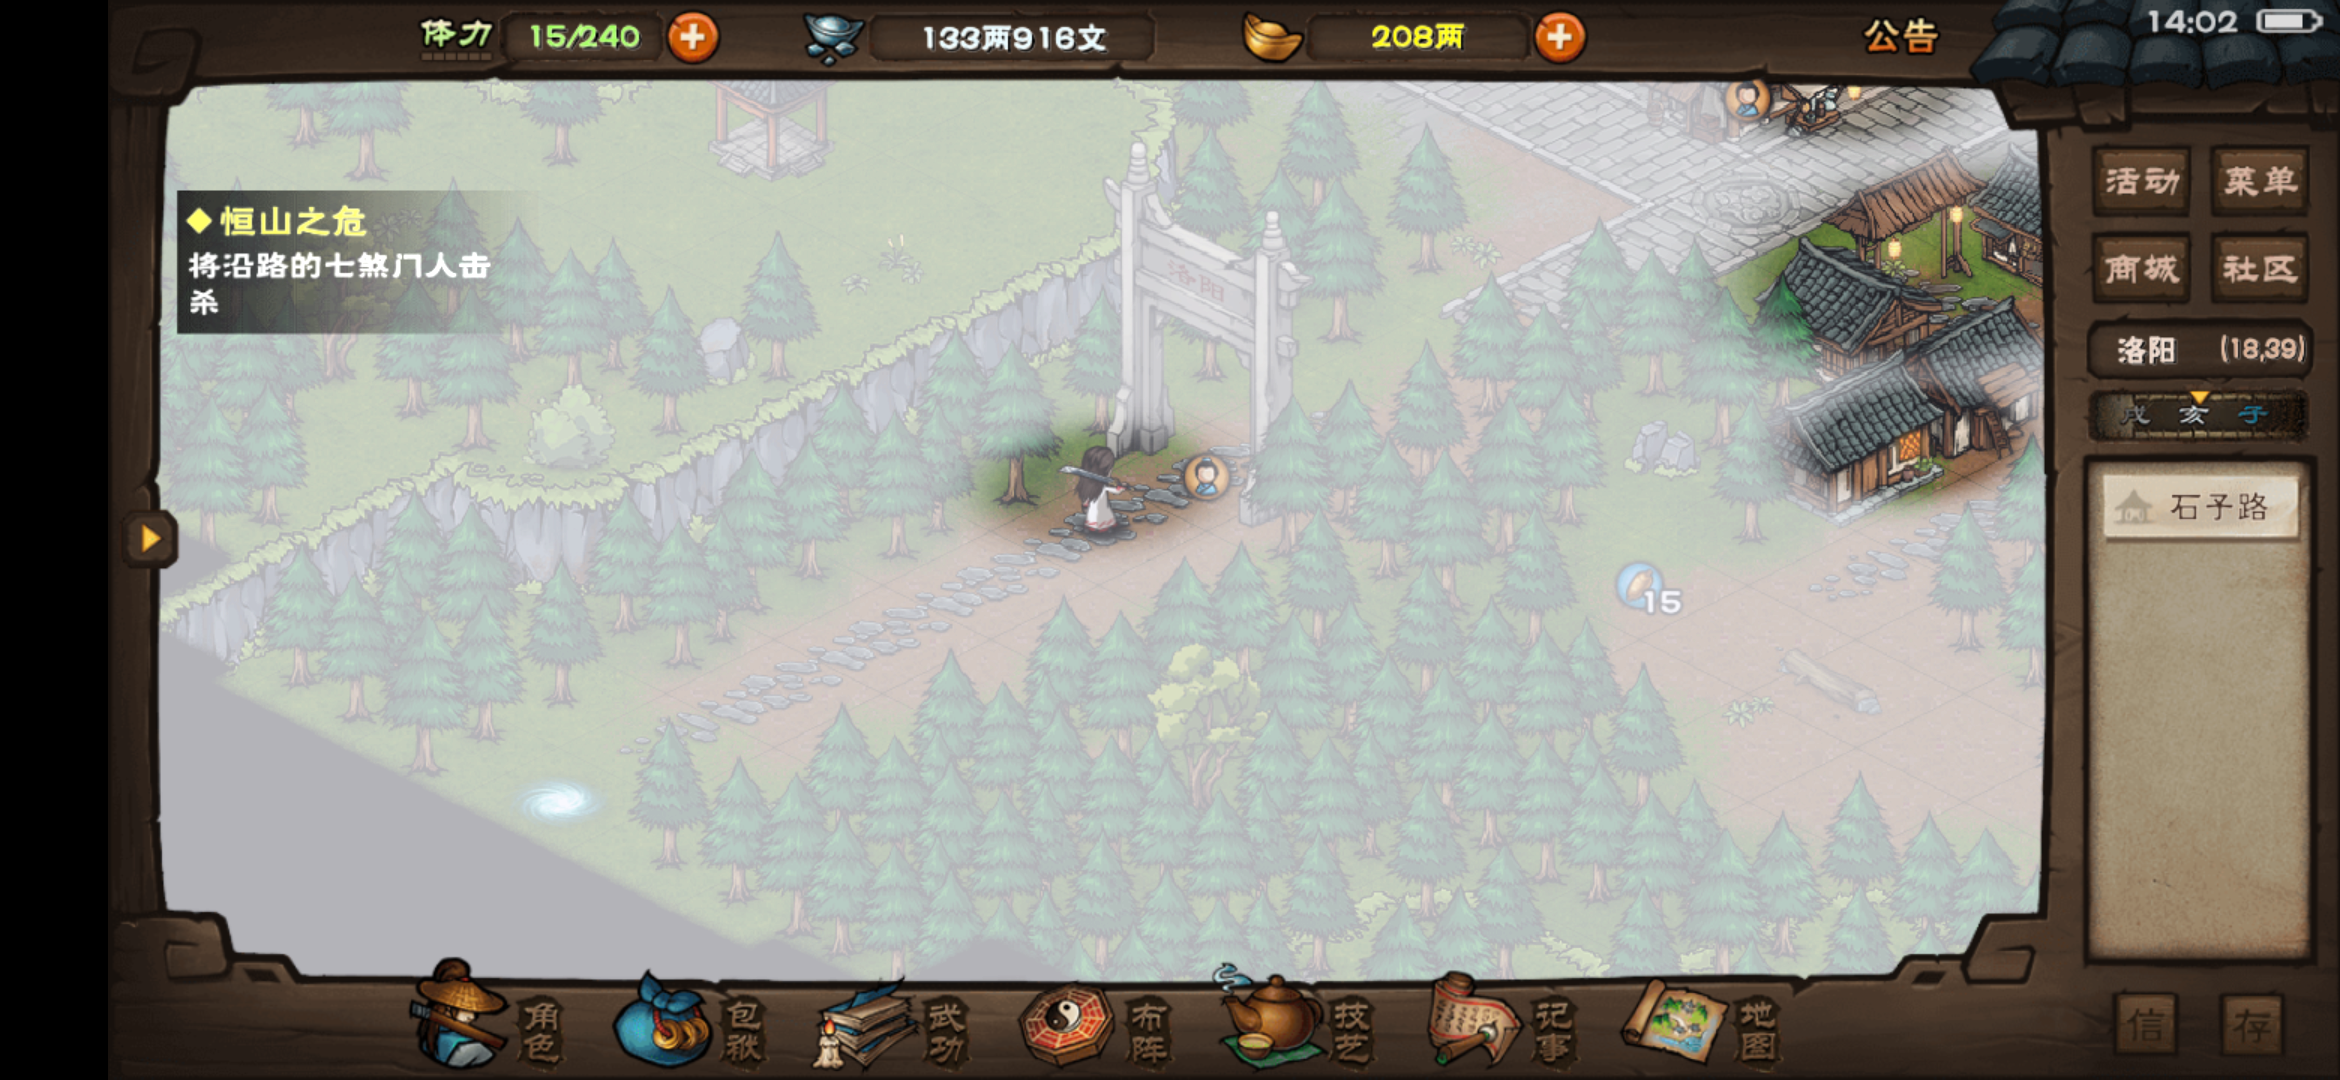 体力 15/240 133两916文 208两 公告 14:02
恒山之危
将沿路的七煞门人击
杀
洛阳
活动 菜单
商城 社区
洛阳 (18,39)
戌 亥 子
石子路
15
角色 包袱 武功 布阵 技艺 记事 地图
信 存